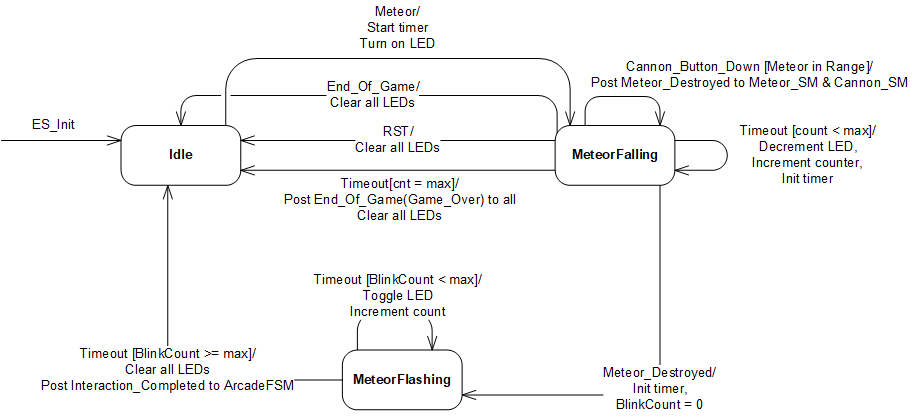 Meteor/
Start timer
Turn on LED
Cannon_Button_Down [Meteor in Range]/
Post Meteor_Destroyed to Meteor_SM & Cannon_SM
End_Of_Game/
Clear all LEDs
ES_Init
RST/
Clear all LEDs
Idle
MeteorFalling
Timeout [count < max]/
Decrement LED,
Increment counter,
Init timer
Timeout[cnt = max]/
Post End_Of_Game(Game_Over) to all
Clear all LEDs
Timeout [BlinkCount < max]/
Toggle LED
Increment count
Timeout [BlinkCount >= max]/
Clear all LEDs
Post Interaction_Completed to ArcadeFSM
MeteorFlashing
Meteor_Destroyed/
Init timer,
BlinkCount = 0